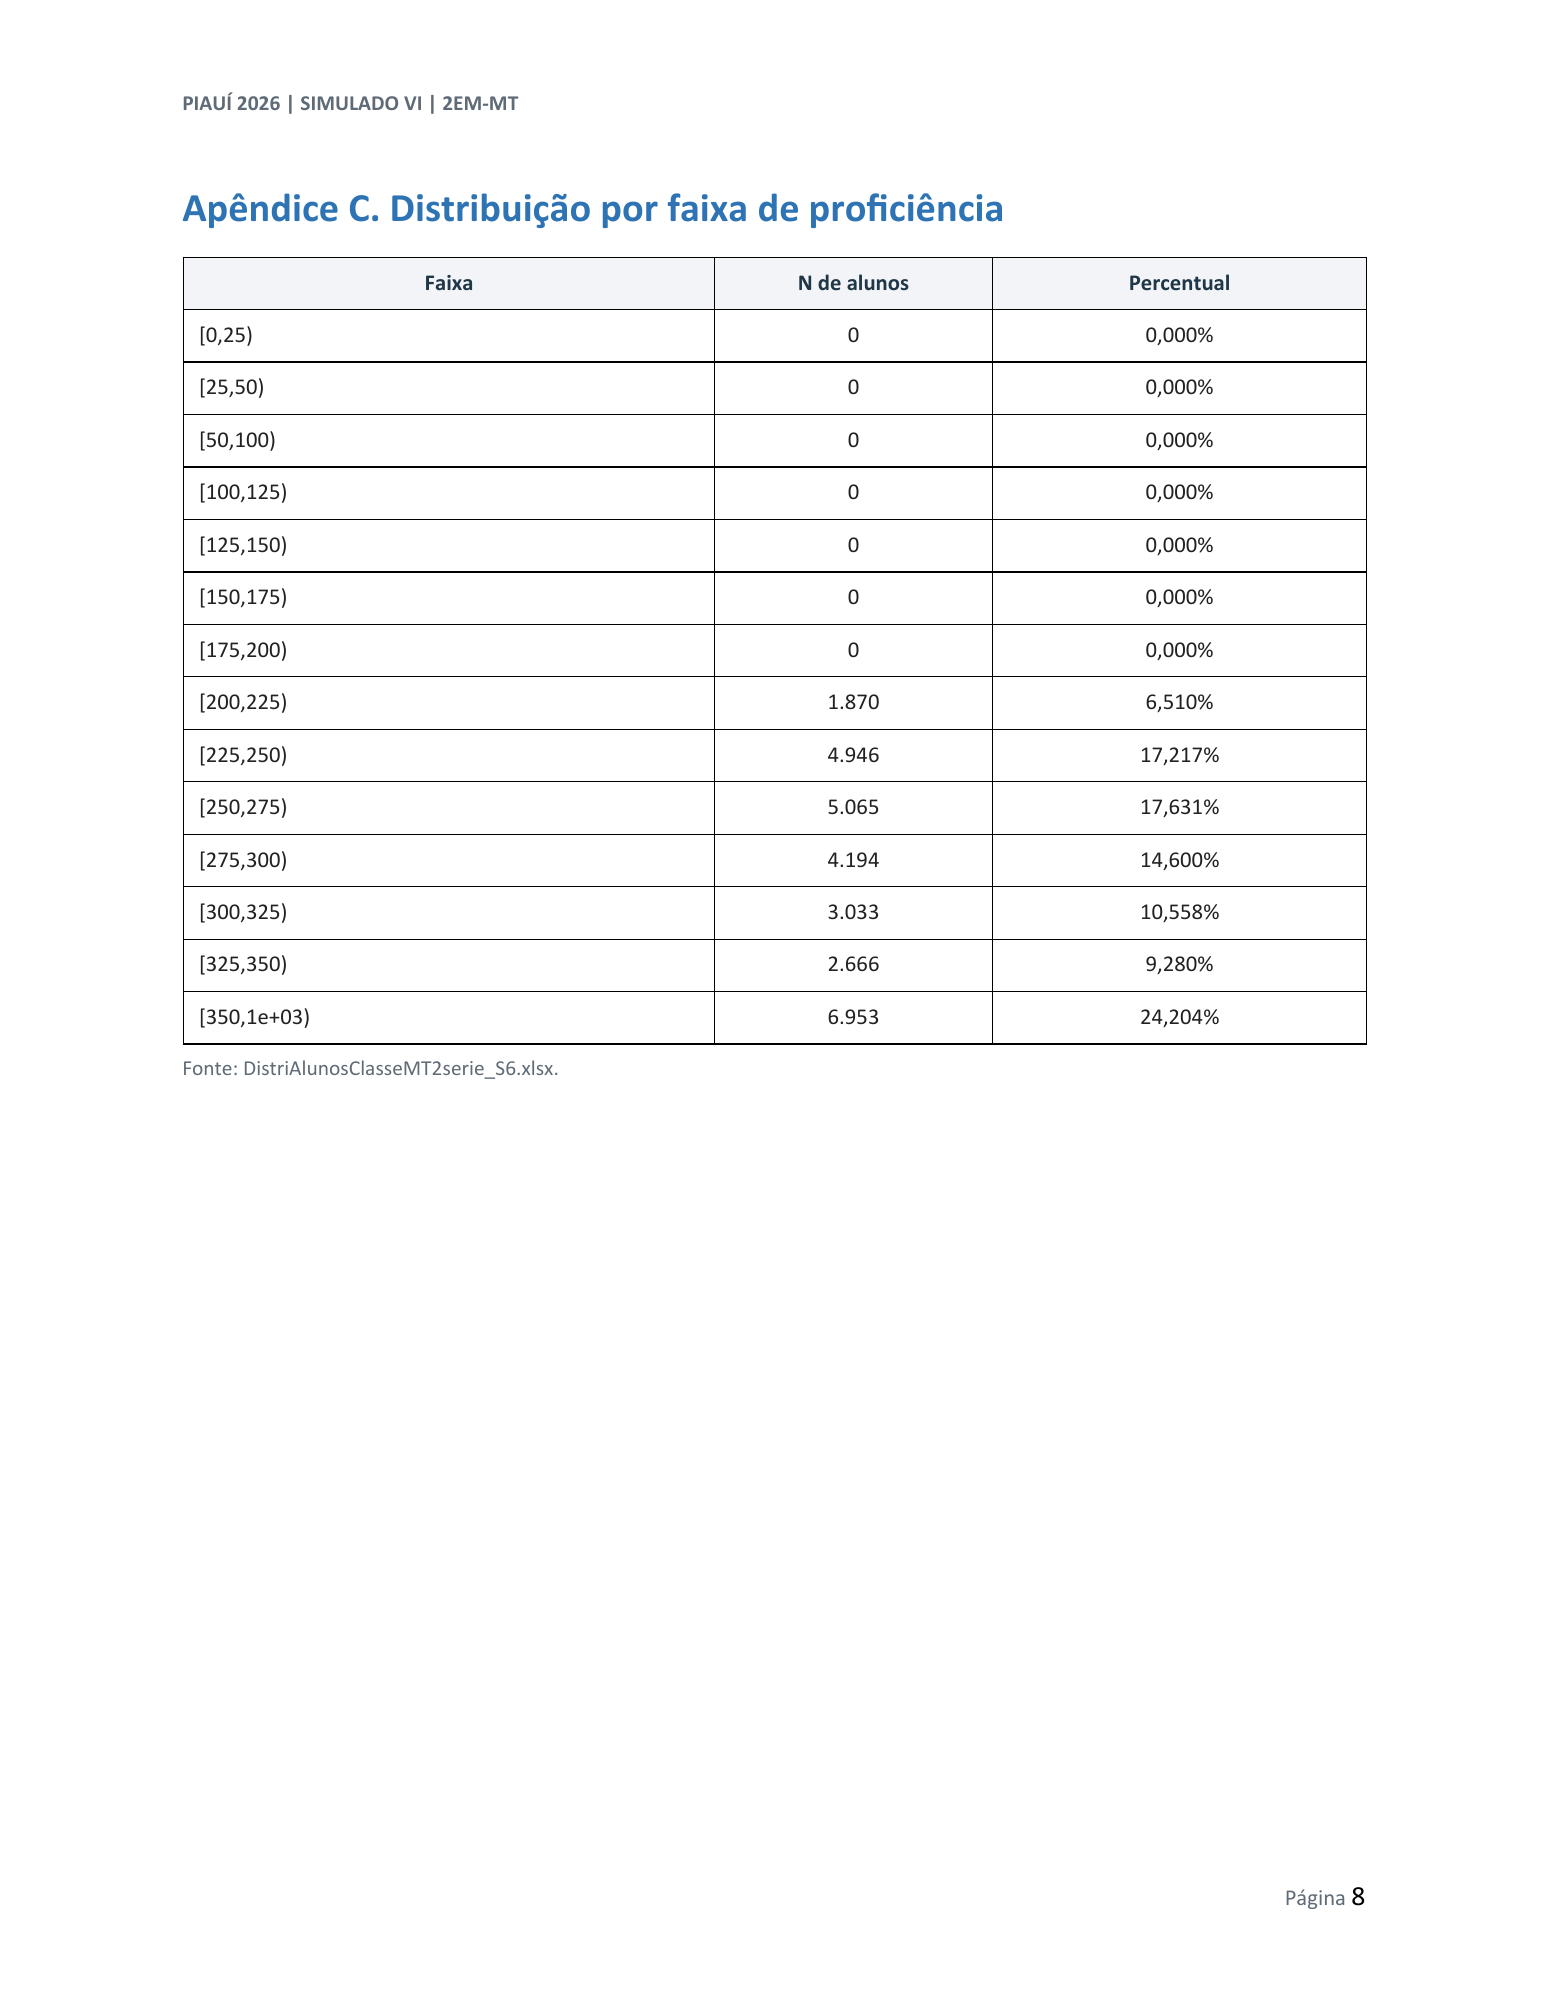 PIAUÍ 2026 | SIMULADO VI | 2EM-MT
Apêndice C. Distribuição por faixa de proficiência
Faixa N de alunos Percentual
[0,25) 0 0,000%
[25,50) 0 0,000%
[50,100) 0 0,000%
[100,125) 0 0,000%
[125,150) 0 0,000%
[150,175) 0 0,000%
[175,200) 0 0,000%
[200,225) 1.870 6,510%
[225,250) 4.946 17,217%
[250,275) 5.065 17,631%
[275,300) 4.194 14,600%
[300,325) 3.033 10,558%
[325,350) 2.666 9,280%
[350,1e+03) 6.953 24,204%
Fonte: DistriAlunosClasseMT2serie_S6.xlsx.
Página 8